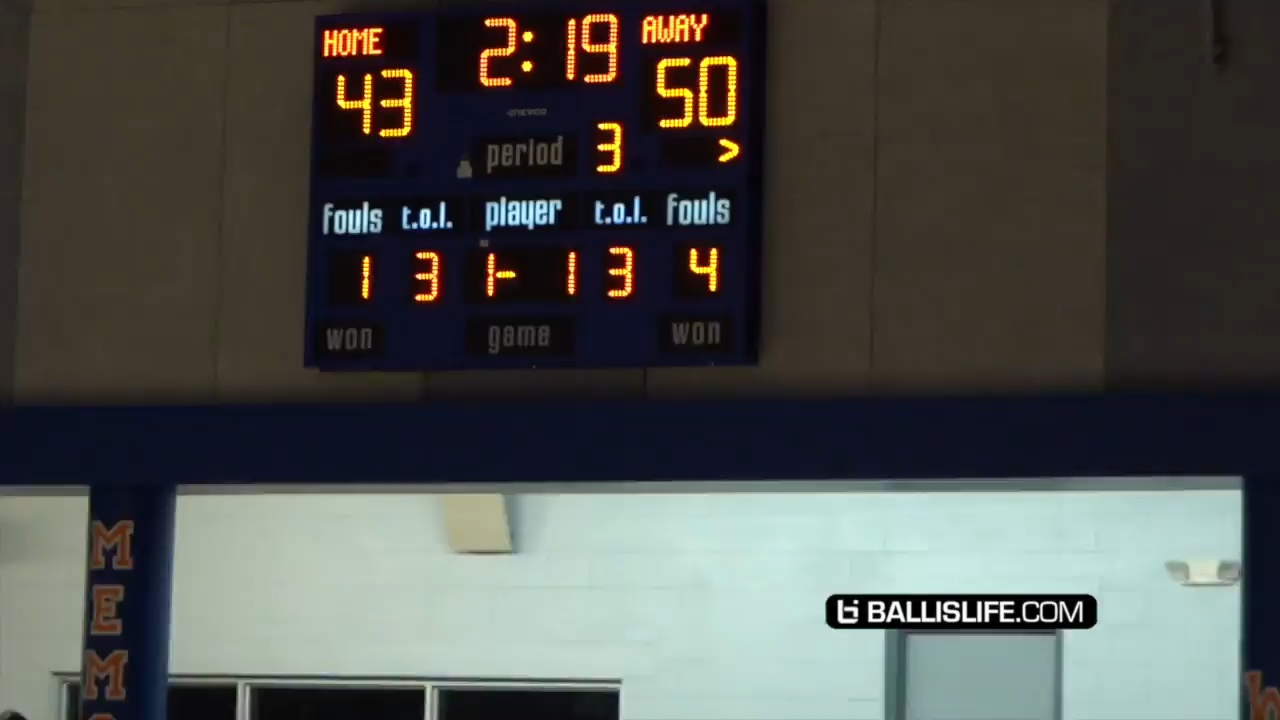 HOME 2:19 AWAY
43 50
period 3 >
fouls t.o.l. player t.o.l. fouls
1 3 1- 1 3 4
won game won
M
E
M
BALLISLIFE.COM